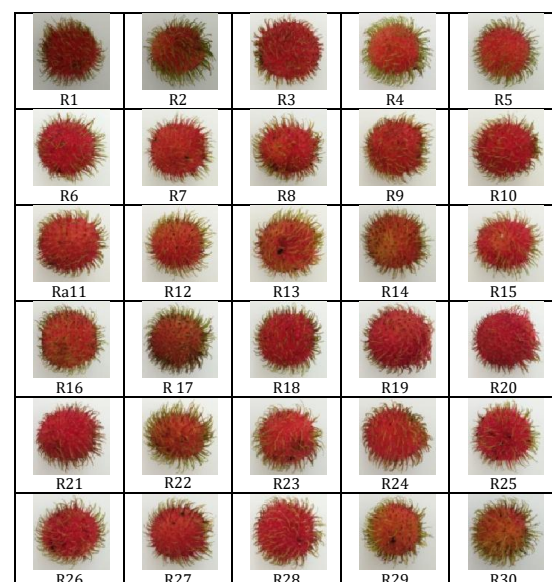 R1 R2 R3 R4 R5
R6 R7 R8 R9 R10
Ra11 R12 R13 R14 R15
R16 R 17 R18 R19 R20
R21 R22 R23 R24 R25
R26 R27 R28 R29 R30